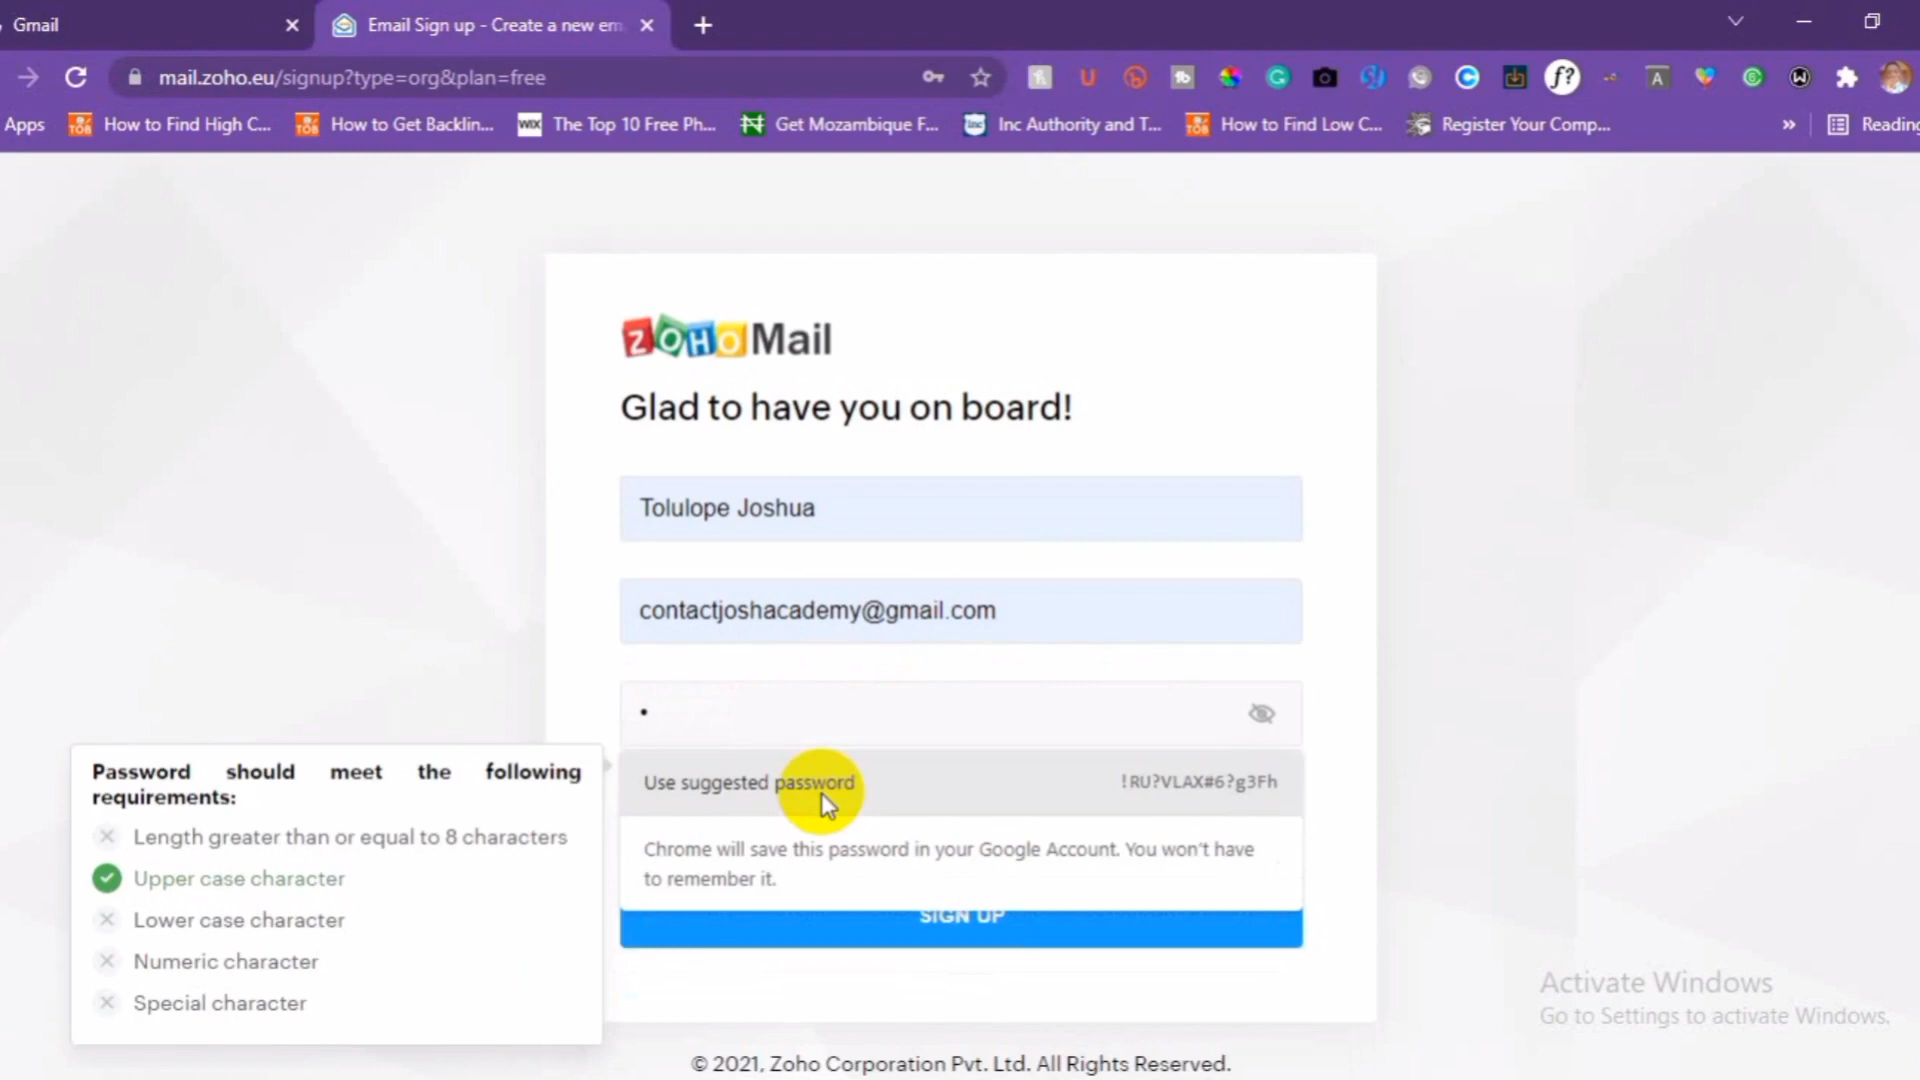 Gmail
Email Sign up - Create a new em
mail.zoho.eu/signup?type=org&plan=free
Apps
How to Find High C...
How to Get Backlin...
WIX
The Top 10 Free Ph...
Get Mozambique F...
Inc Authority and T...
How to Find Low C...
Register Your Comp...
Reading
ZOHO Mail
Glad to have you on board!
Tolulope Joshua
contactjoshacademy@gmail.com
Use suggested password
!RU?VLAX#6?g3Fh
Chrome will save this password in your Google Account. You won't have
to remember it.
SIGN UP
Password should meet the following
requirements:
Length greater than or equal to 8 characters
Upper case character
Lower case character
Numeric character
Special character
Activate Windows
Go to Settings to activate Windows.
© 2021, Zoho Corporation Pvt. Ltd. All Rights Reserved.